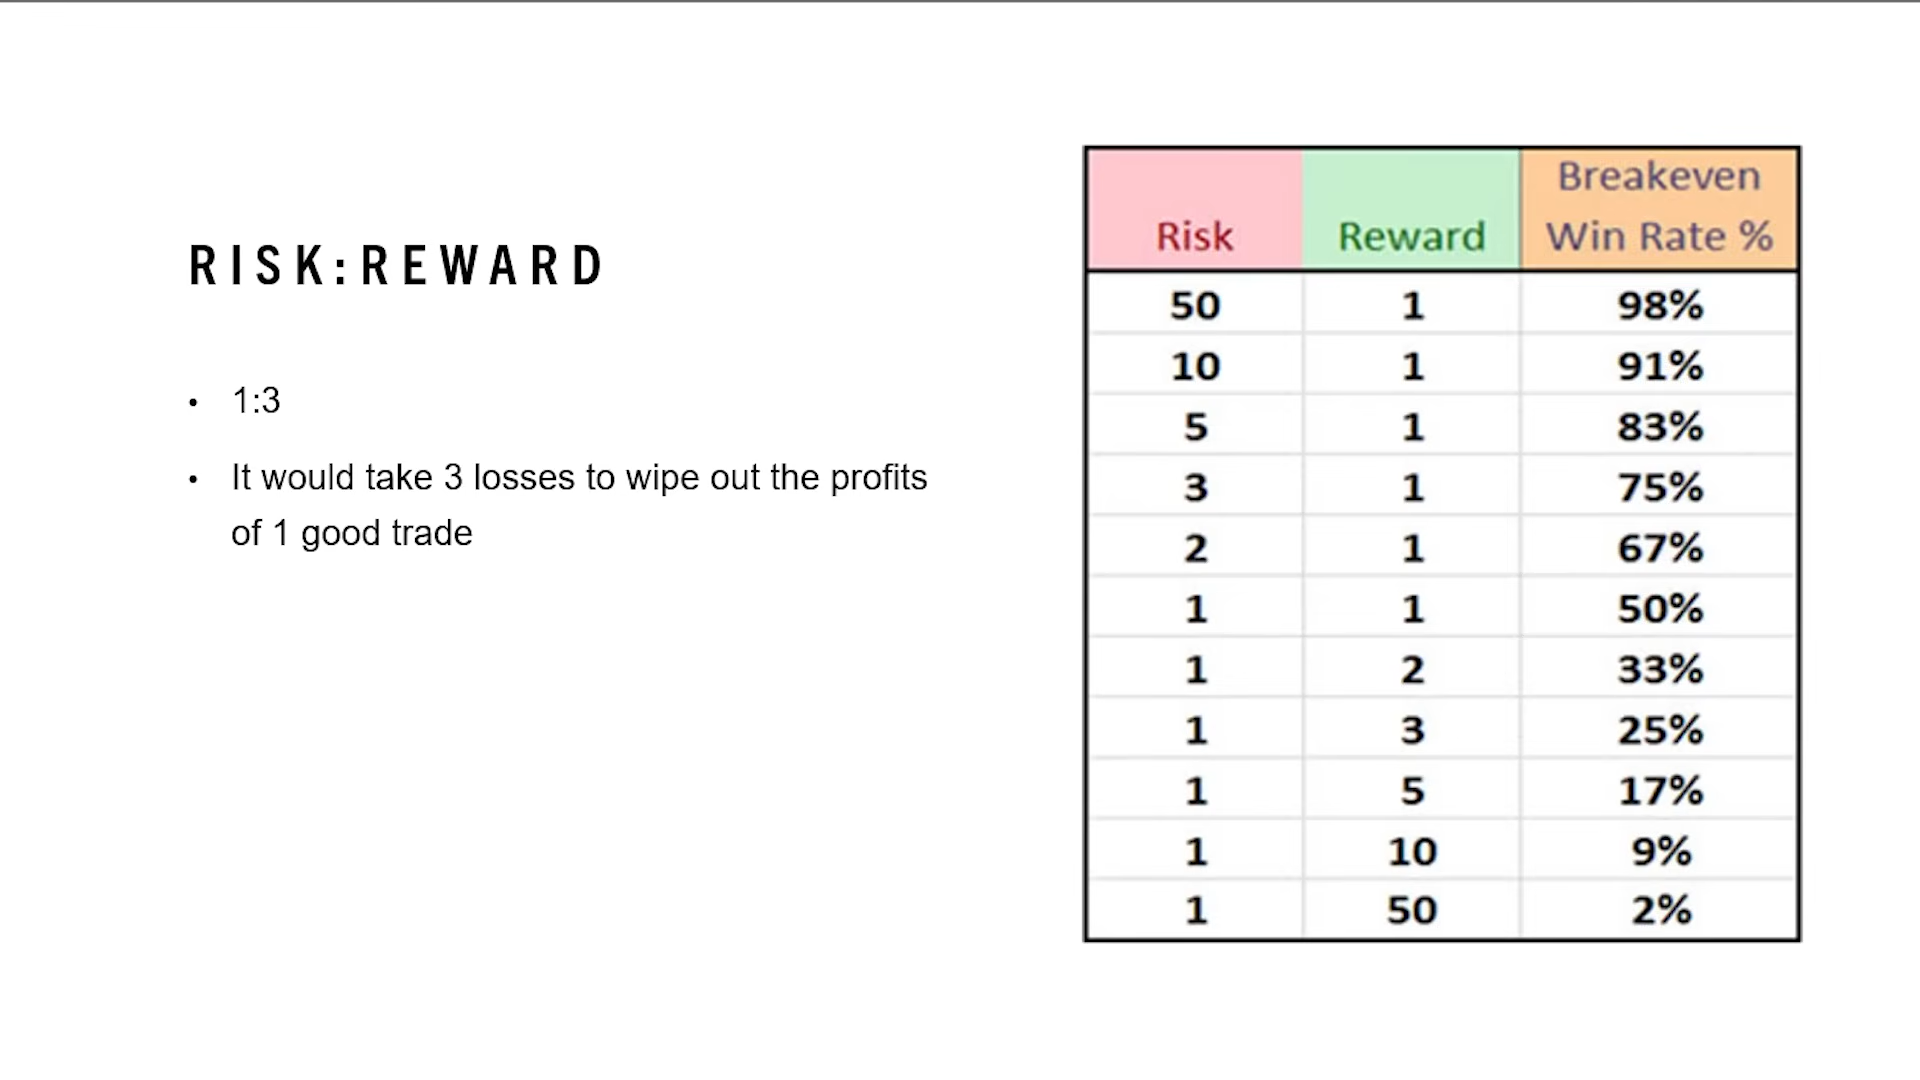 RISK:REWARD
• 1:3
• It would take 3 losses to wipe out the profits
of 1 good trade
Risk Reward Breakeven Win Rate %
50 1 98%
10 1 91%
5 1 83%
3 1 75%
2 1 67%
1 1 50%
1 2 33%
1 3 25%
1 5 17%
1 10 9%
1 50 2%